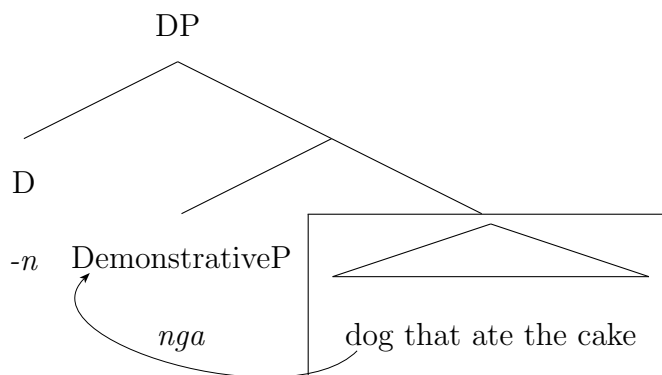 DP
D
-n DemonstrativeP
nga dog that ate the cake